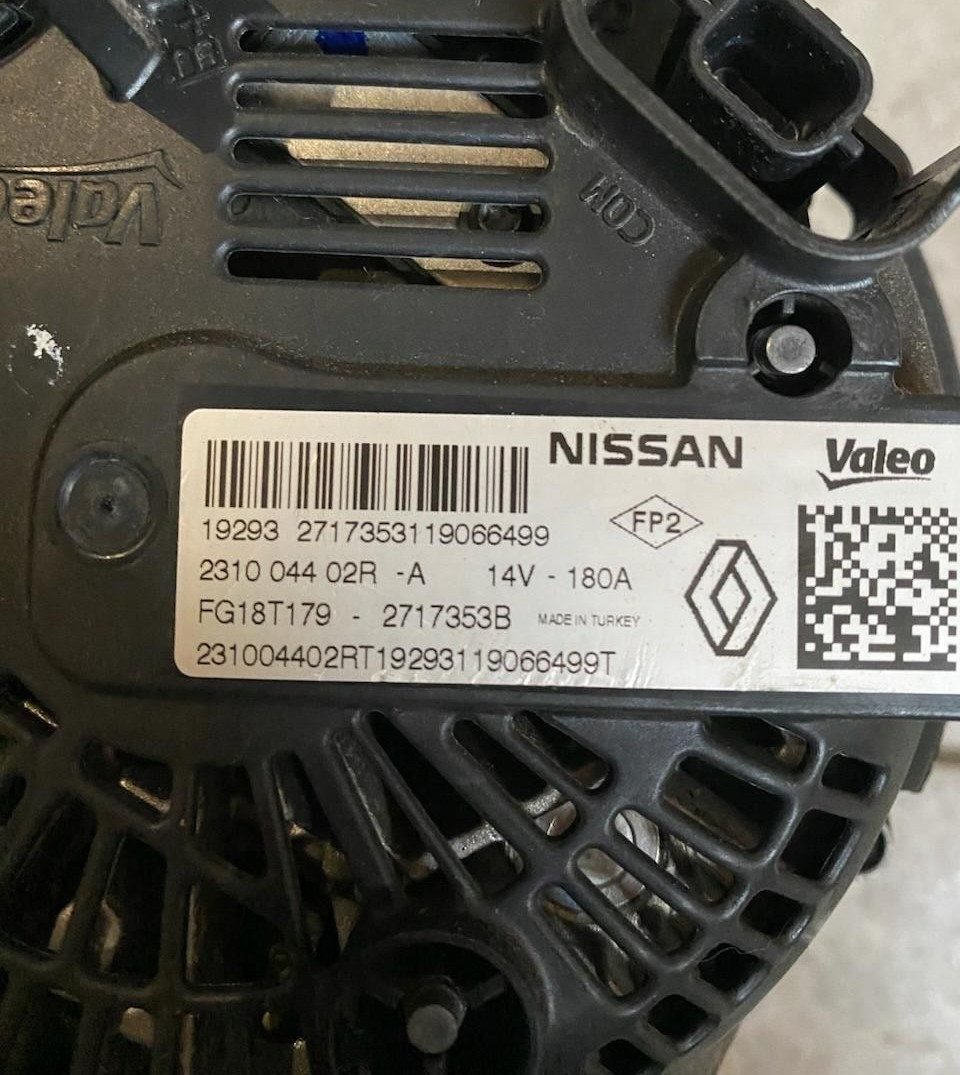 Valeo
COM
NISSAN
Valeo
19293 2717353119066499
FP2
2310 044 02R -A 14V - 180A
FG18T179 - 2717353B MADE IN TURKEY
231004402RT19293119066499T